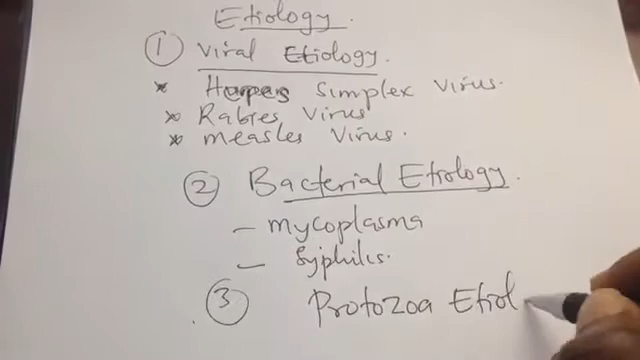 Etiology.
① Viral Etiology.
* Herpes Simplex Virus.
* Rabies Virus
* measles Virus.
② Bacterial Etiology.
- mycoplasma
- Syphilis.
③ Protozoa Etiol